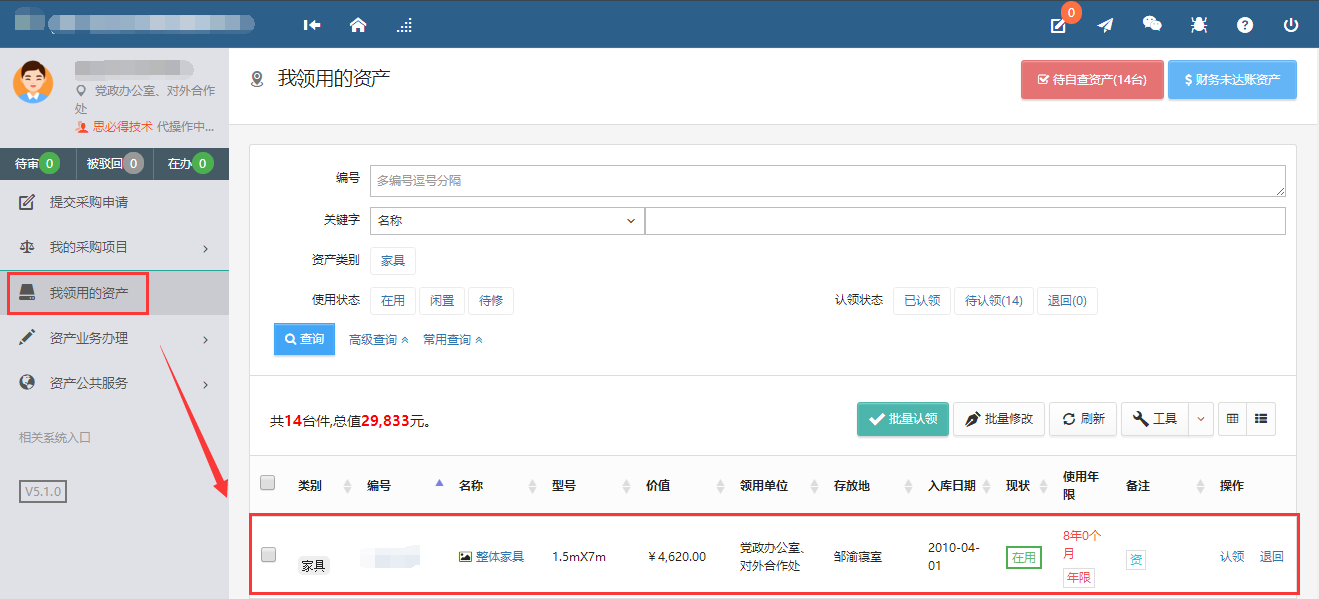 0
我领用的资产
待自查资产(14台)
$ 财务未达账资产
党政办公室、对外合作
处
思必得技术 代操作中...
待审 0 被驳回 0 在办 0
提交采购申请
我的采购项目
我领用的资产
资产业务办理
资产公共服务
相关系统入口
V5.1.0
编号 多编号逗号分隔
关键字 名称
资产类别 家具
使用状态 在用 闲置 待修 认领状态 已认领 待认领(14) 退回(0)
查询 高级查询 常用查询
共14台件,总值29,833元。
批量认领 批量修改 刷新 工具
类别 编号 名称 型号 价值 领用单位 存放地 入库日期 现状 使用年
限 备注 操作
家具 整体家具 1.5mX7m ￥4,620.00 党政办公室、
对外合作处 邹渝寝室 2010-04-
01 在用 8年0个
月
年限 资 认领 退回